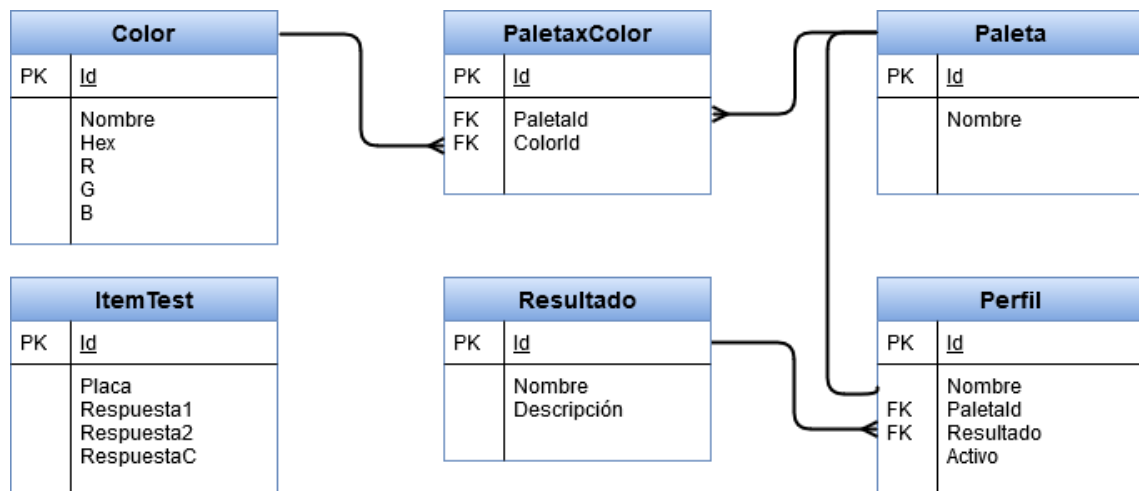 Color
PK Id
Nombre
Hex
R
G
B
PaletaxColor
PK Id
FK PaletaId
FK ColorId
Paleta
PK Id
Nombre
ItemTest
PK Id
Placa
Respuesta1
Respuesta2
RespuestaC
Resultado
PK Id
Nombre
Descripción
Perfil
PK Id
Nombre
FK PaletaId
FK Resultado
Activo